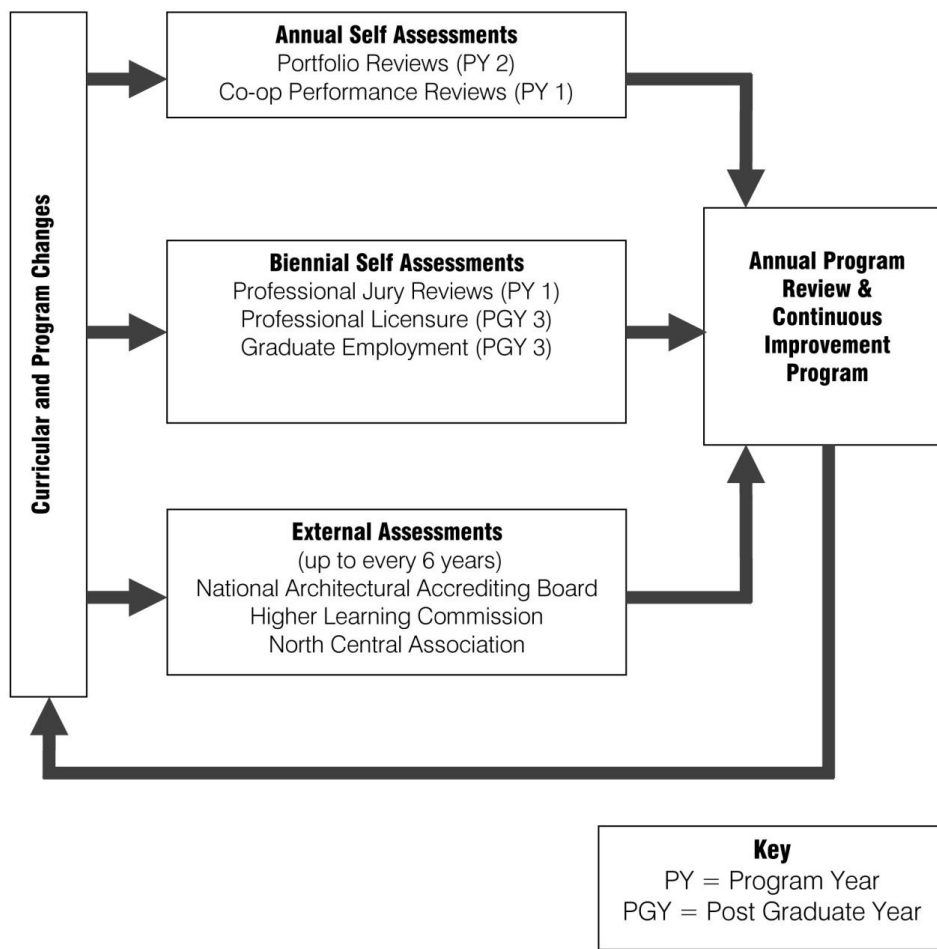 Curricular and Program Changes
Annual Self Assessments
Portfolio Reviews (PY 2)
Co-op Performance Reviews (PY 1)
Biennial Self Assessments
Professional Jury Reviews (PY 1)
Professional Licensure (PGY 3)
Graduate Employment (PGY 3)
External Assessments
(up to every 6 years)
National Architectural Accrediting Board
Higher Learning Commission
North Central Association
Annual Program
Review &
Continuous
Improvement
Program
Key
PY = Program Year
PGY = Post Graduate Year